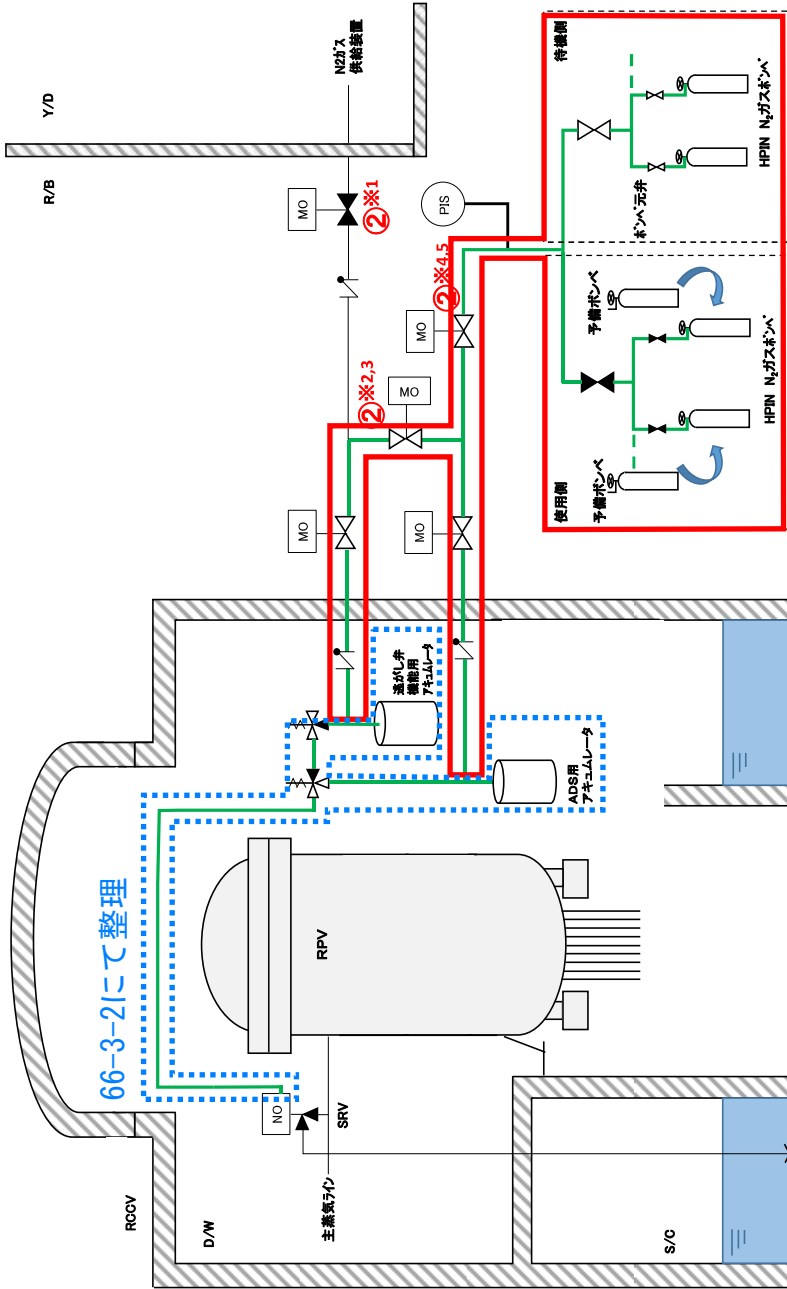 R/B
Y/D
N2ガス
供給装置
MO
②※1
PIS
②※4,5
MO
②※2,3
MO
MO
MO
待機側
HPIN N₂ガスボンベ
ボンベ元弁
予備ボンベ
HPIN N₂ガスボンベ
使用側
予備ボンベ
逃がし弁
機能用
アキュムレータ
ADS用
アキュムレータ
66-3-2にて整理
RPV
NO
SRV
主蒸気ライン
RCCV
D/W
S/C